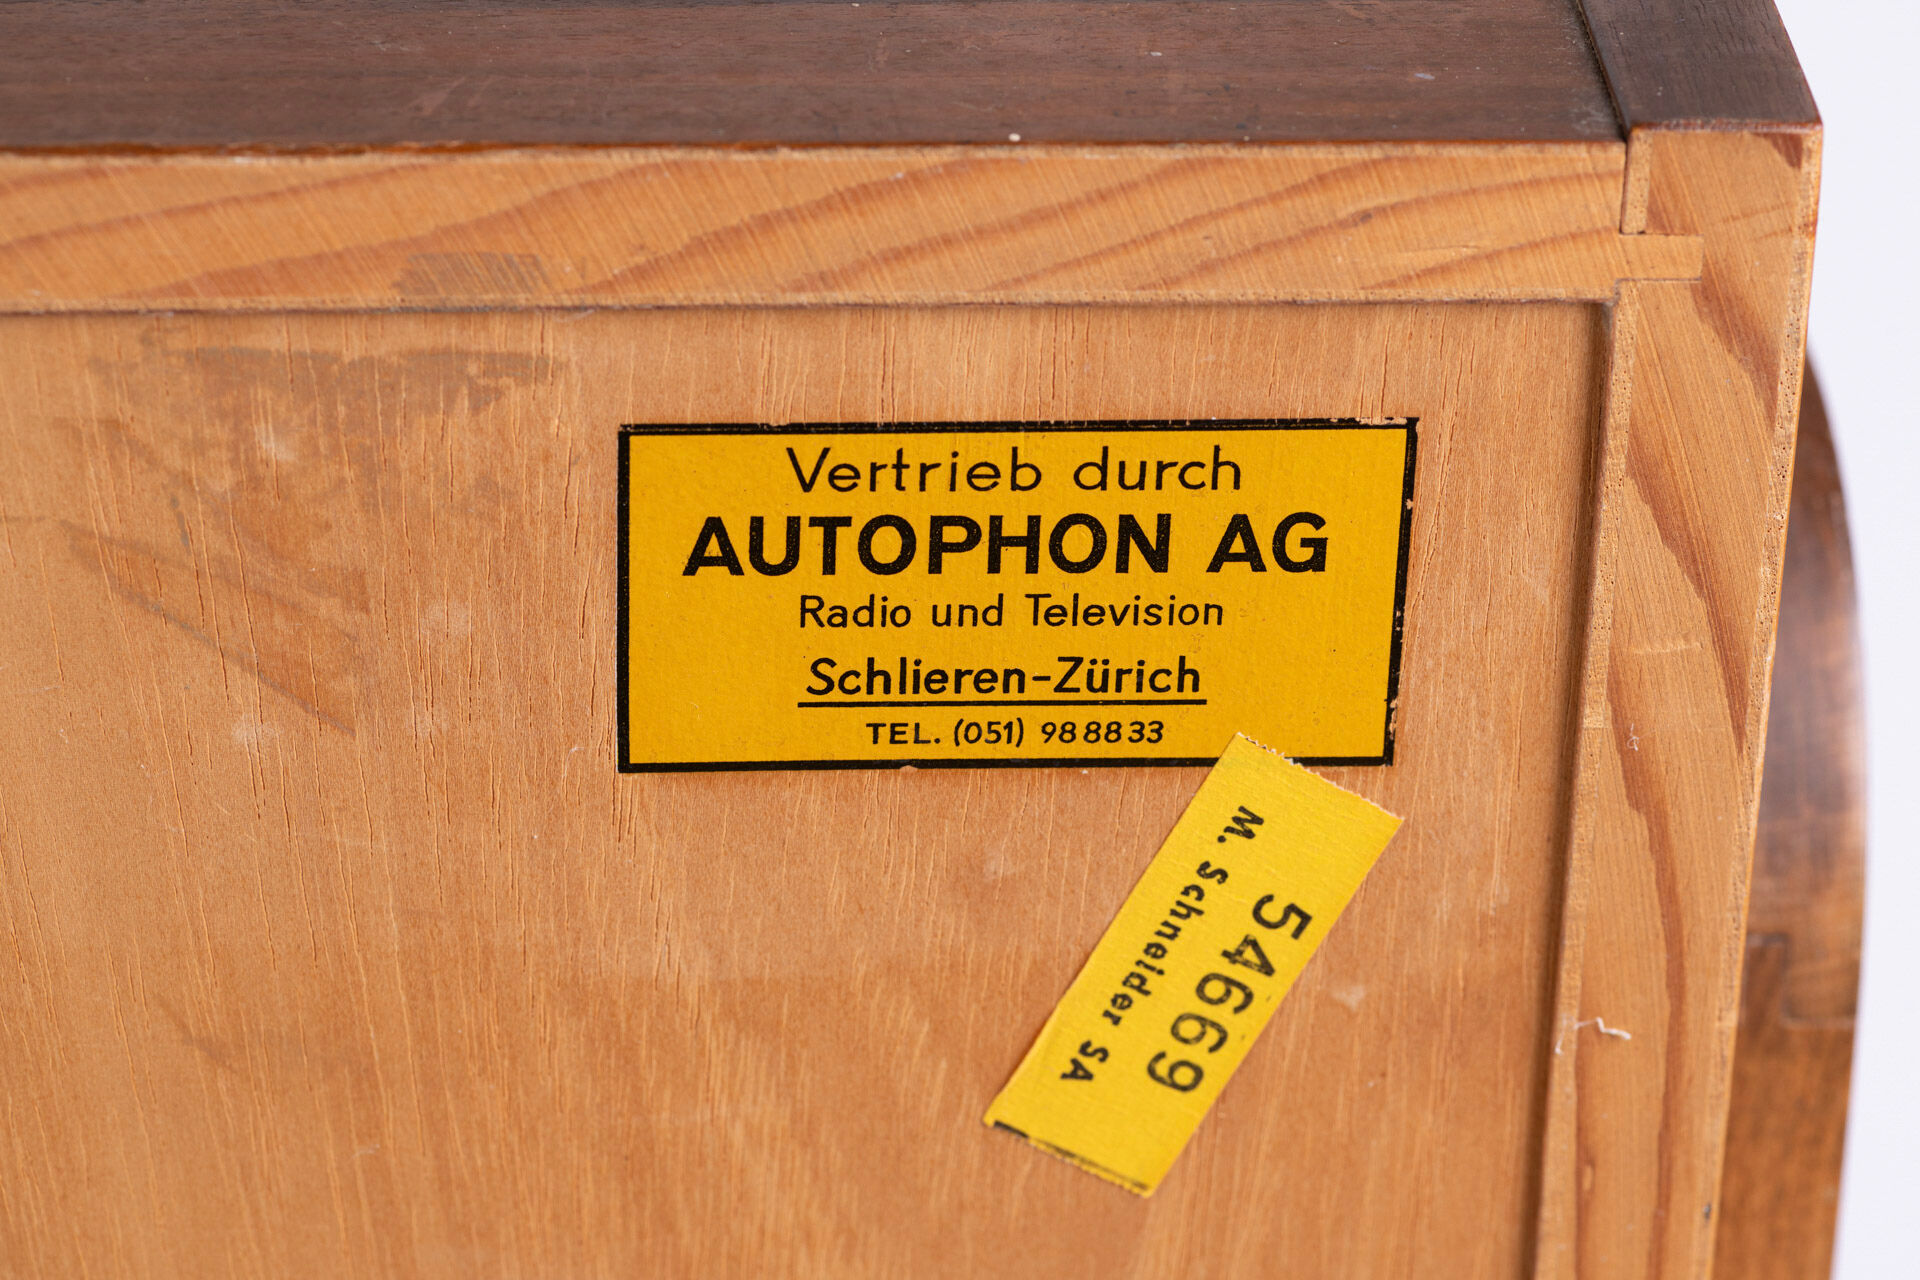 Vertrieb durch
AUTOPHON AG
Radio und Television
Schlieren-Zürich
TEL. (051) 988833
54669
M. Schneider SA